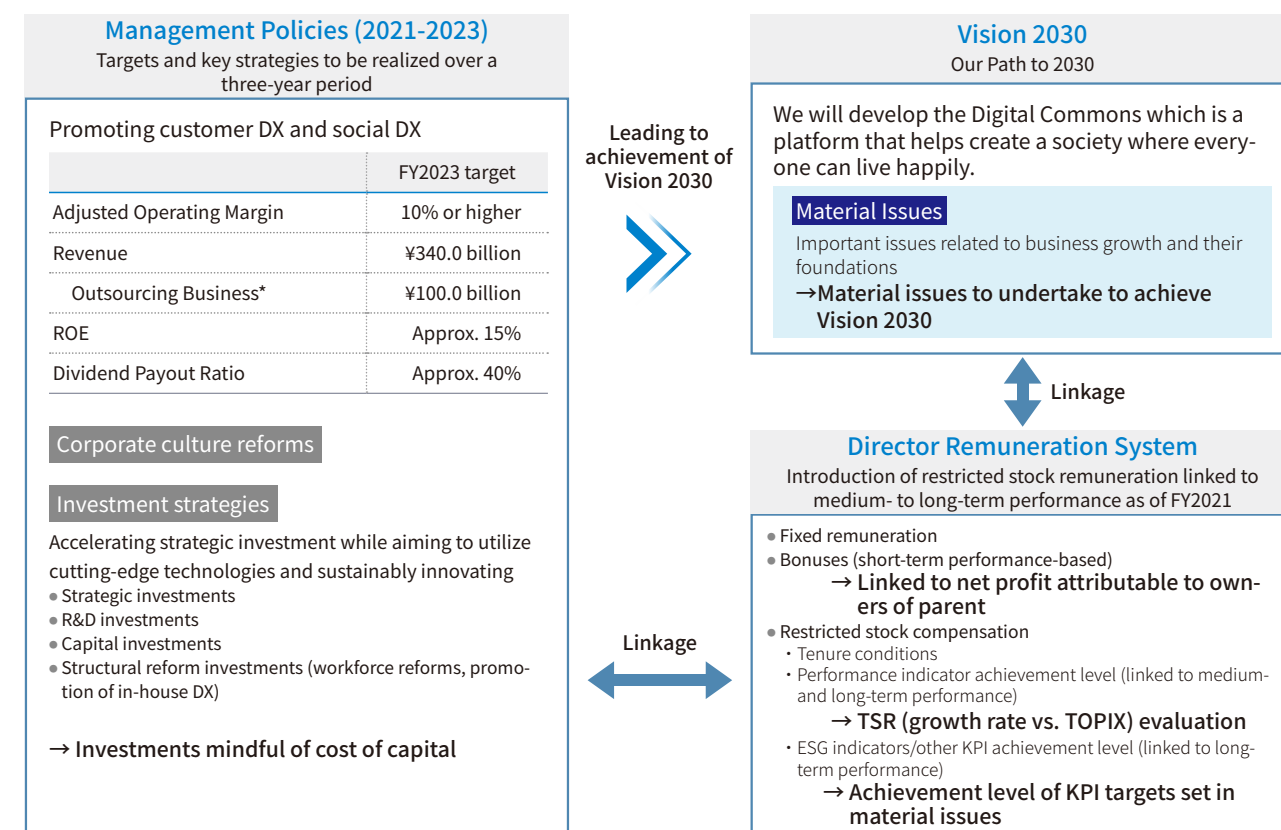 Management Policies (2021-2023)
Targets and key strategies to be realized over a
three-year period
Promoting customer DX and social DX
FY2023 target
Adjusted Operating Margin 10% or higher
Revenue ¥340.0 billion
Outsourcing Business* ¥100.0 billion
ROE Approx. 15%
Dividend Payout Ratio Approx. 40%
Corporate culture reforms
Investment strategies
Accelerating strategic investment while aiming to utilize
cutting-edge technologies and sustainably innovating
● Strategic investments
● R&D investments
● Capital investments
● Structural reform investments (workforce reforms, promo-
tion of in-house DX)
→ Investments mindful of cost of capital
Leading to
achievement of
Vision 2030
Vision 2030
Our Path to 2030
We will develop the Digital Commons which is a
platform that helps create a society where every-
one can live happily.
Material Issues
Important issues related to business growth and their
foundations
→Material issues to undertake to achieve
Vision 2030
Linkage
Linkage
Director Remuneration System
Introduction of restricted stock remuneration linked to
medium- to long-term performance as of FY2021
● Fixed remuneration
● Bonuses (short-term performance-based)
→ Linked to net profit attributable to own-
ers of parent
● Restricted stock compensation
・Tenure conditions
・Performance indicator achievement level (linked to medium-
and long-term performance)
→ TSR (growth rate vs. TOPIX) evaluation
・ESG indicators/other KPI achievement level (linked to long-
term performance)
→ Achievement level of KPI targets set in
material issues